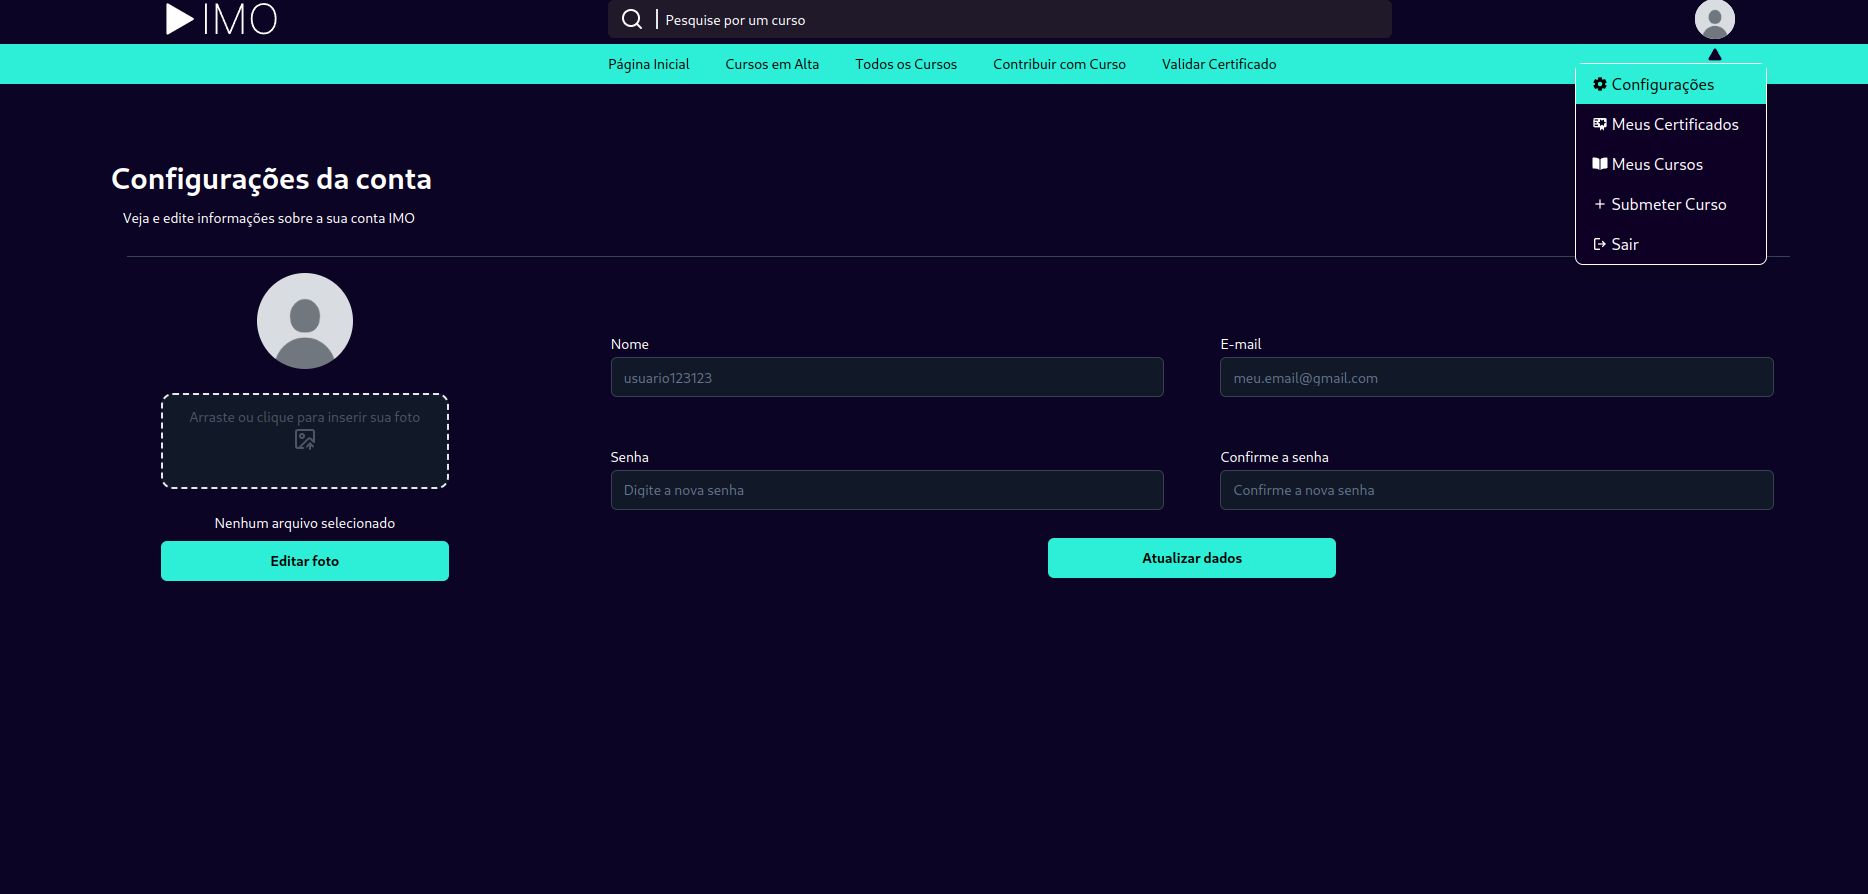 IMO
Pesquise por um curso
Página Inicial Cursos em Alta Todos os Cursos Contribuir com Curso Validar Certificado
Configurações
Meus Certificados
Meus Cursos
Submeter Curso
Sair
Configurações da conta
Veja e edite informações sobre a sua conta IMO
Arraste ou clique para inserir sua foto
Nenhum arquivo selecionado
Editar foto
Nome
usuario123123
E-mail
meu.email@gmail.com
Senha
Digite a nova senha
Confirme a senha
Confirme a nova senha
Atualizar dados